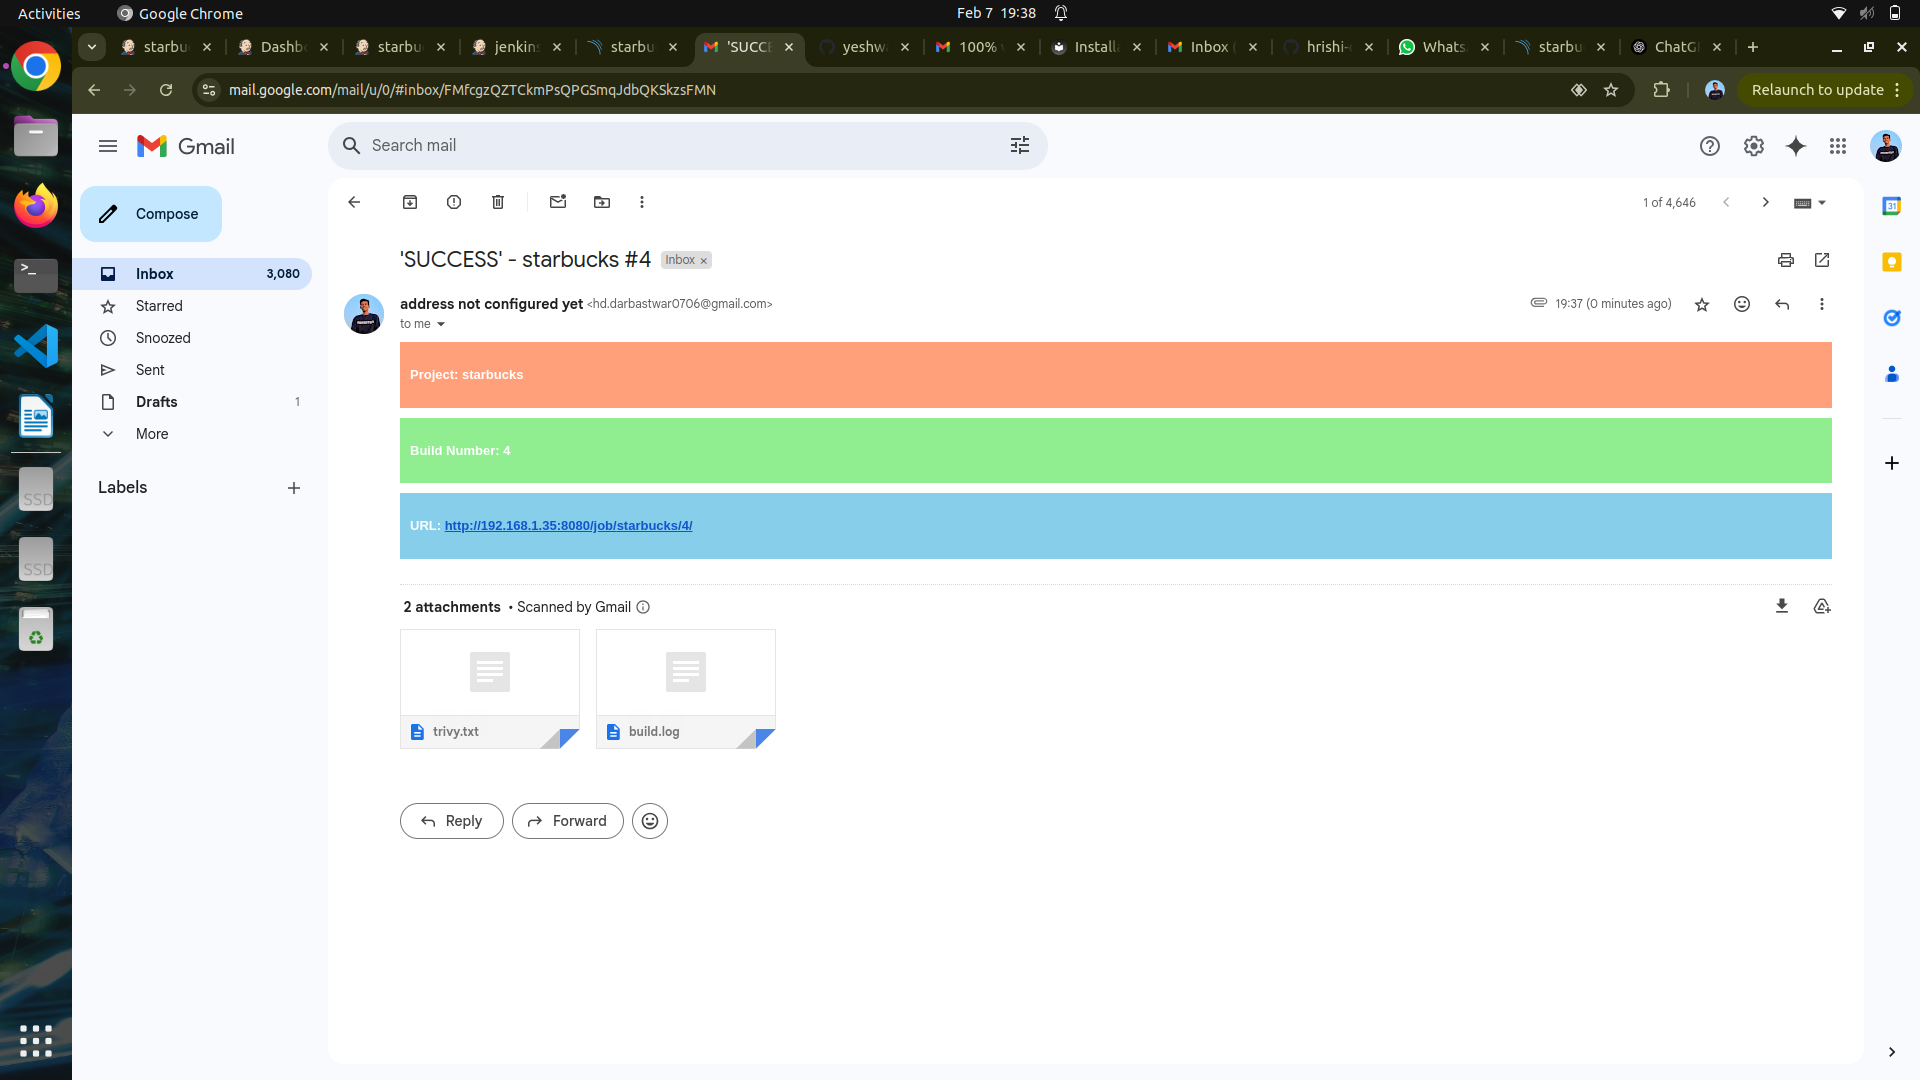 Activities
Google Chrome
Feb 7 19:38
starbu
Dashb
starbu
jenkins
starbu
'SUCCE
yeshw
100%
Install
Inbox (
hrishi-
Whats
starbu
ChatG
mail.google.com/mail/u/0/#inbox/FMfcgzQZTCkmPsQPGSmqJdbQKSkzsFMN
Relaunch to update
Gmail
Search mail
Compose
1 of 4,646
'SUCCESS' - starbucks #4
Inbox ×
Inbox 3,080
Starred
Snoozed
Sent
Drafts 1
More
Labels
address not configured yet <hd.darbastwar0706@gmail.com>
19:37 (0 minutes ago)
to me
Project: starbucks
Build Number: 4
URL: http://192.168.1.35:8080/job/starbucks/4/
2 attachments • Scanned by Gmail
trivy.txt
build.log
Reply
Forward
31
>_
SSD
SSD